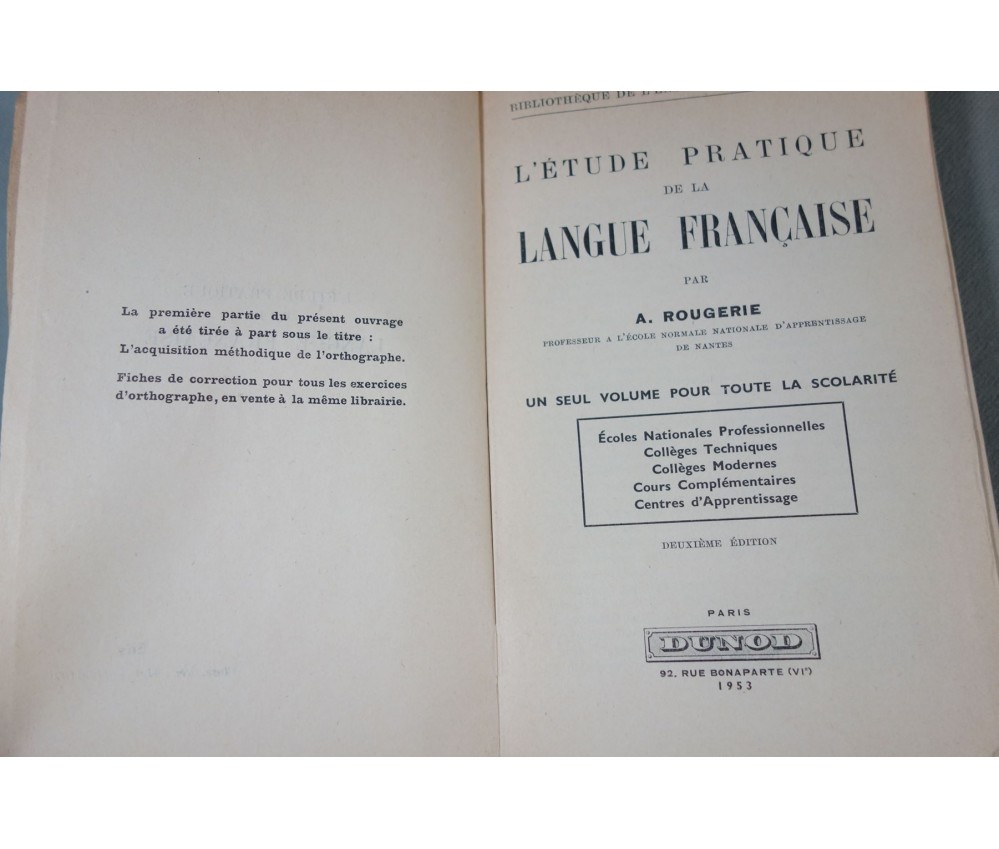 La première partie du présent ouvrage
a été tirée à part sous le titre :
L'acquisition méthodique de l'orthographe.
Fiches de correction pour tous les exercices
d'orthographe, en vente à la même librairie.
BIBLIOTHÈQUE DE
L'ÉTUDE PRATIQUE
DE LA
LANGUE FRANÇAISE
PAR
A. ROUGERIE
PROFESSEUR A L'ÉCOLE NORMALE NATIONALE D'APPRENTISSAGE
DE NANTES
UN SEUL VOLUME POUR TOUTE LA SCOLARITÉ
Écoles Nationales Professionnelles
Collèges Techniques
Collèges Modernes
Cours Complémentaires
Centres d'Apprentissage
DEUXIÈME ÉDITION
PARIS
DUNOD
92, RUE BONAPARTE (VIᵉ)
1953